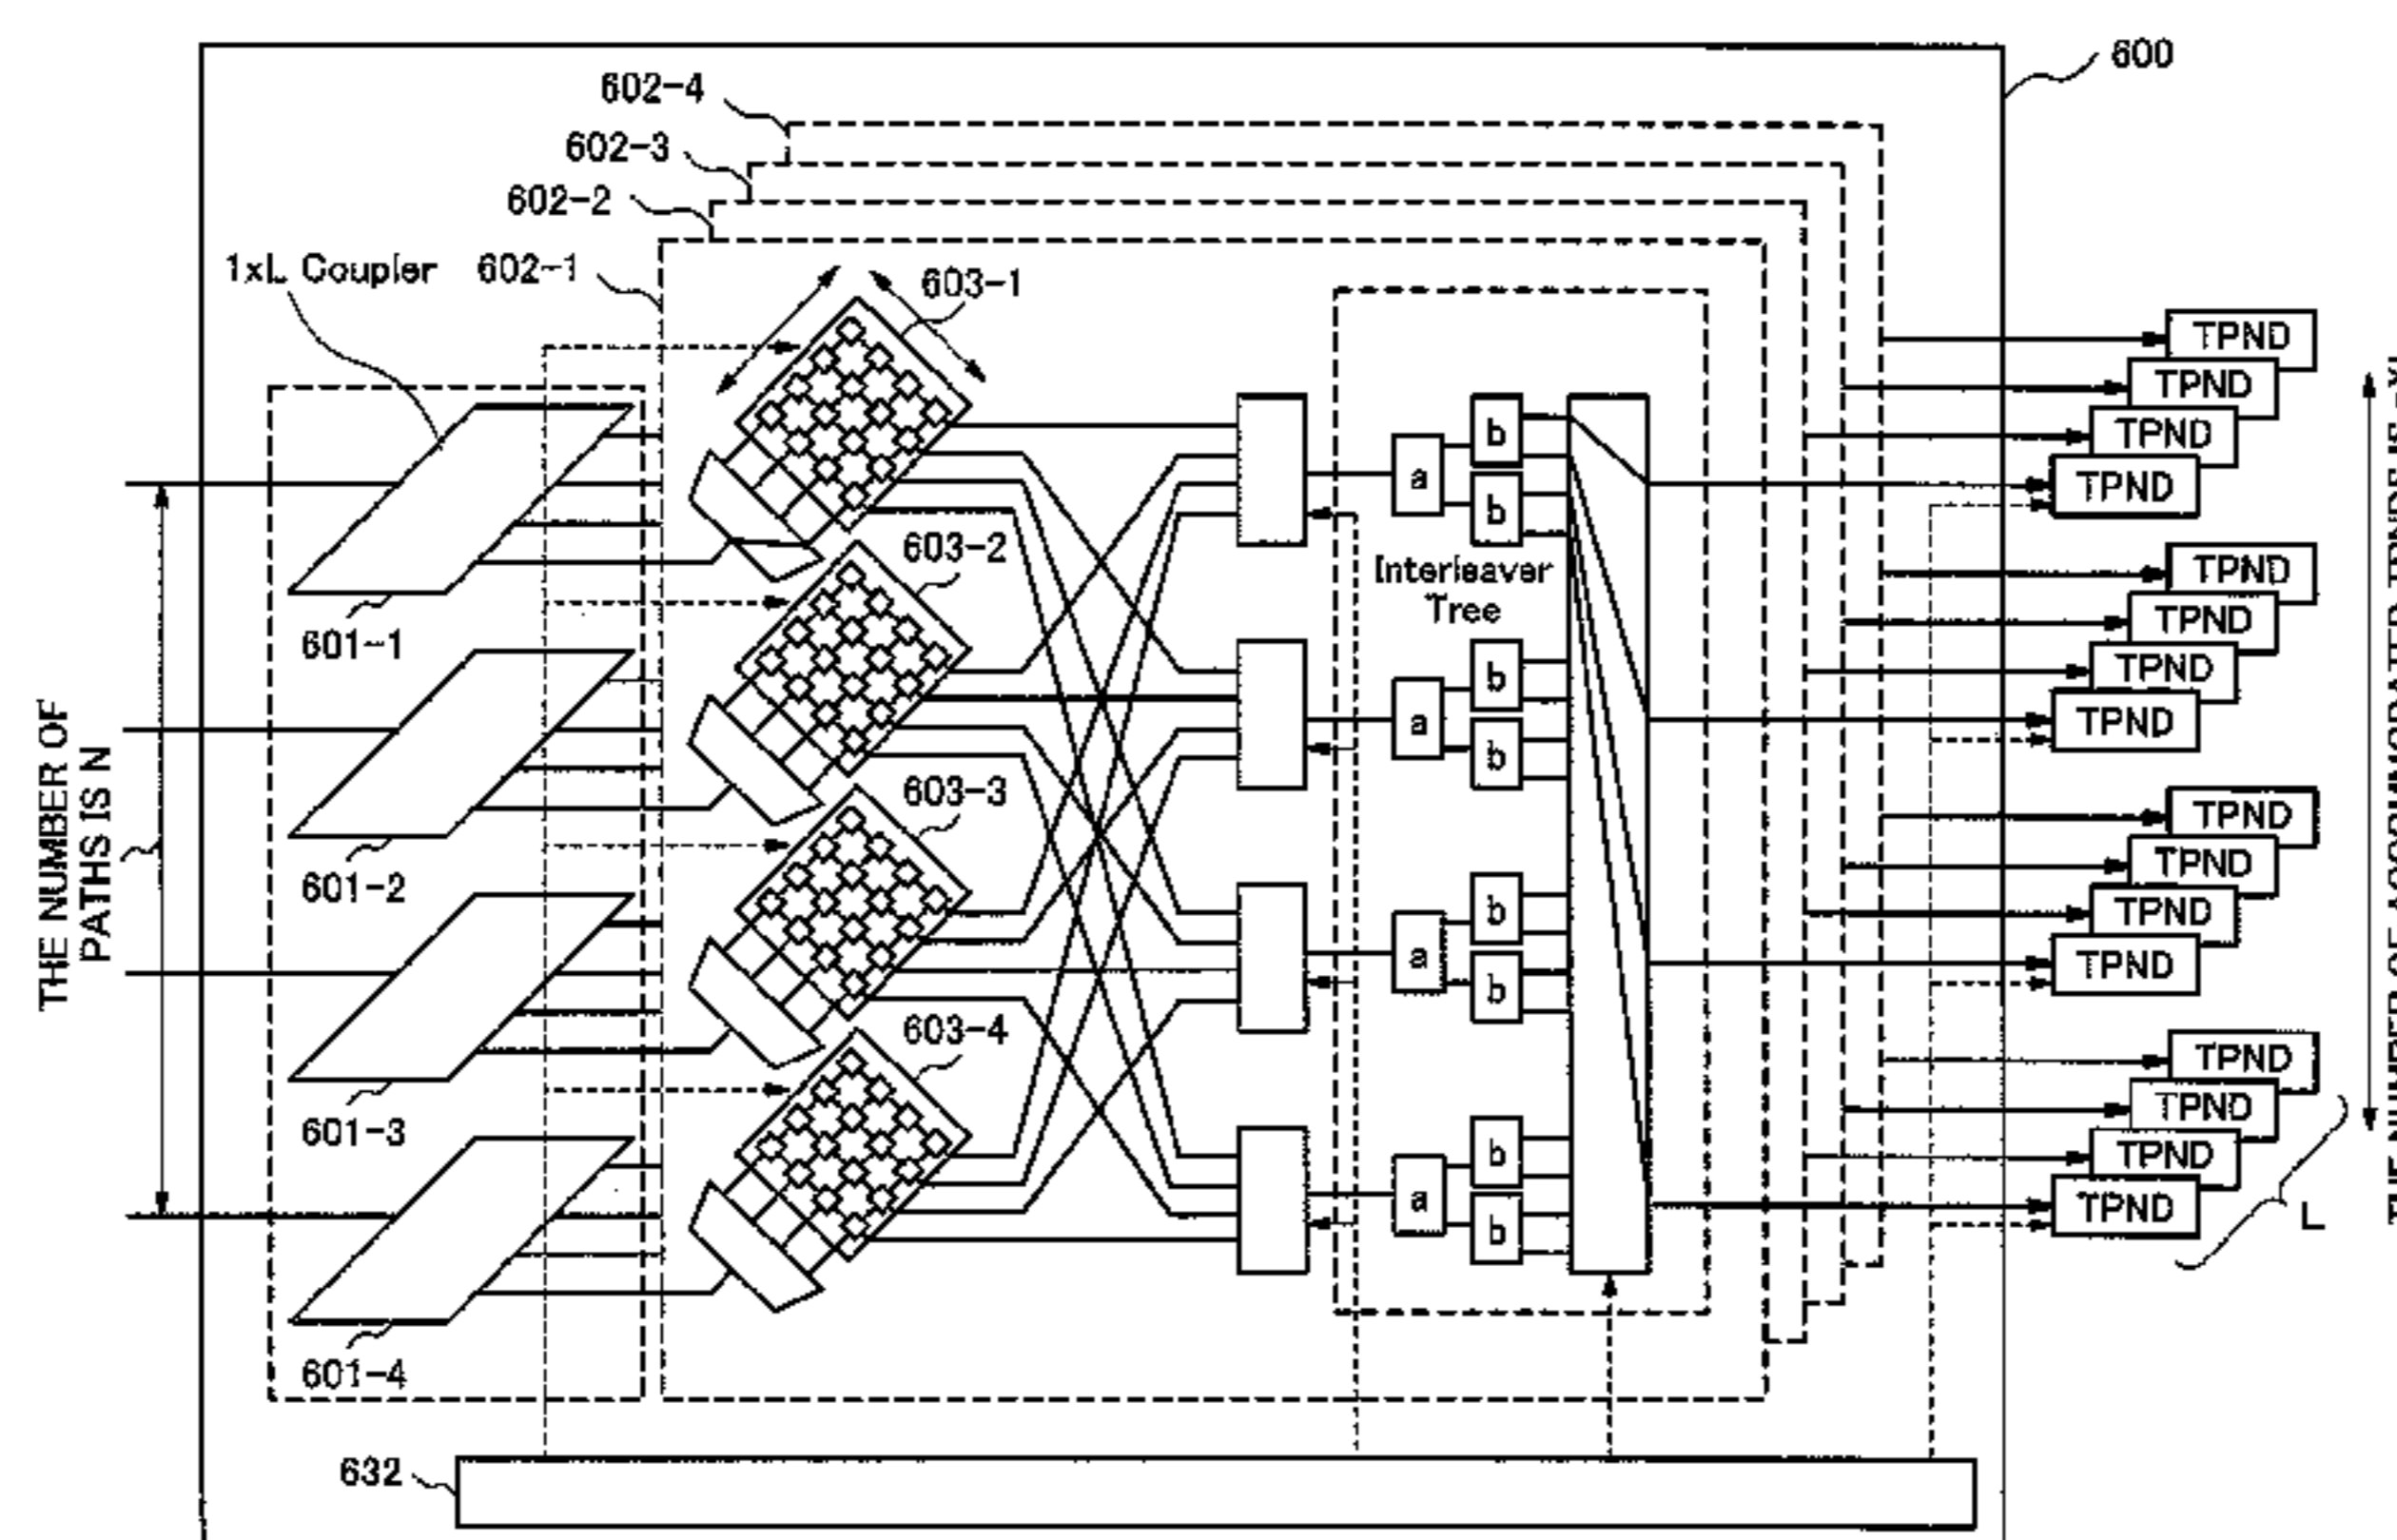 600
602-4
602-3
602-2
1xL Coupler
602-1
603-1
TPND
TPND
TPND
TPND
a
b
b
Interleaver
Tree
603-2
601-1
TPND
TPND
TPND
TPND
a
b
b
THE NUMBER OF
PATHS IS N
603-3
601-2
TPND
TPND
TPND
TPND
a
b
b
603-4
601-3
TPND
TPND
TPND
TPND
a
b
b
L
601-4
632